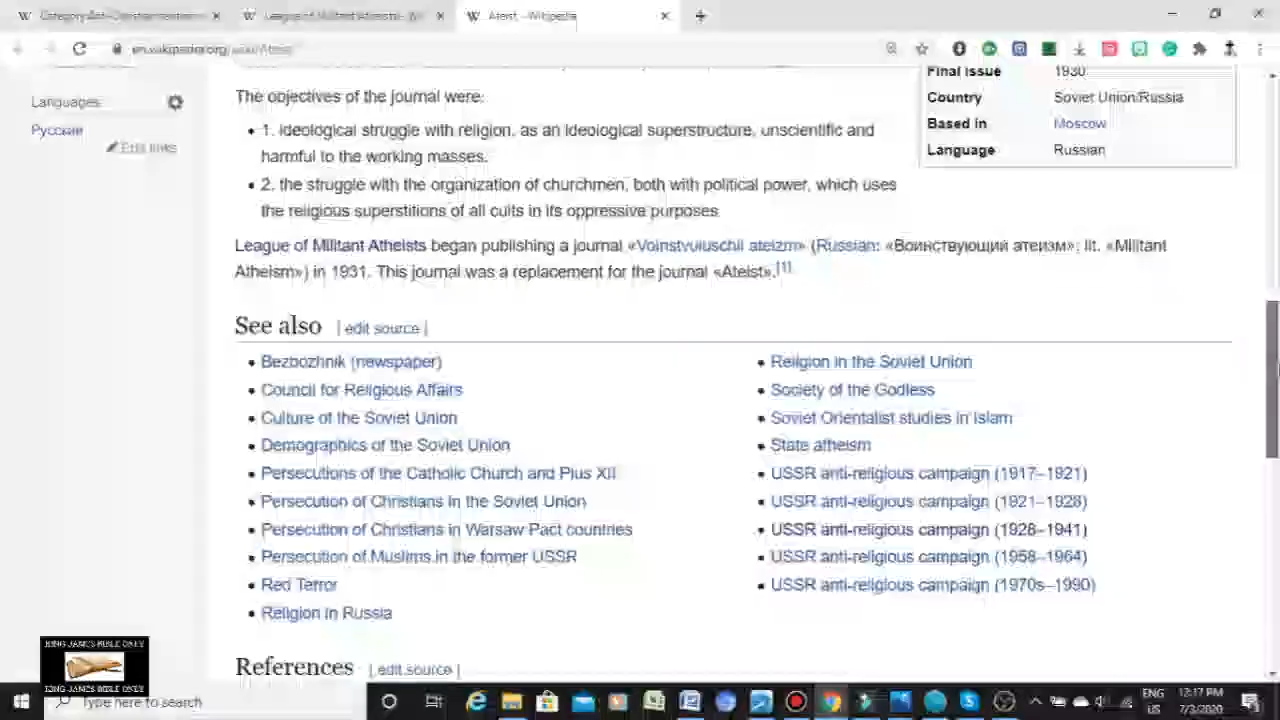 League of Militant Atheists
Ateist - Wikipedia
en.wikipedia.org/wiki/Ateist
Languages
Русский
Edit links
Final issue 1930
Country Soviet Union/Russia
Based in Moscow
Language Russian
The objectives of the journal were:
1. ideological struggle with religion, as an ideological superstructure, unscientific and
harmful to the working masses.
2. the struggle with the organization of churchmen, both with political power, which uses
the religious superstitions of all cults in its oppressive purposes
League of Militant Atheists began publishing a journal «Voinstvuiuschii ateizm» (Russian: «Воинствующий атеизм»; lit. «Militant
Atheism») in 1931. This journal was a replacement for the journal «Ateist».[1]
See also [ edit source ]
Bezbozhnik (newspaper)
Council for Religious Affairs
Culture of the Soviet Union
Demographics of the Soviet Union
Persecutions of the Catholic Church and Pius XII
Persecution of Christians in the Soviet Union
Persecution of Christians in Warsaw Pact countries
Persecution of Muslims in the former USSR
Red Terror
Religion in Russia
Religion in the Soviet Union
Society of the Godless
Soviet Orientalist studies in Islam
State atheism
USSR anti-religious campaign (1917–1921)
USSR anti-religious campaign (1921–1928)
USSR anti-religious campaign (1928–1941)
USSR anti-religious campaign (1958–1964)
USSR anti-religious campaign (1970s–1990)
References [ edit source ]
KING JAMES BIBLE ONLY
KING JAMES BIBLE ONLY
Type here to search
ENG
US
12:17 PM
7/3/2020